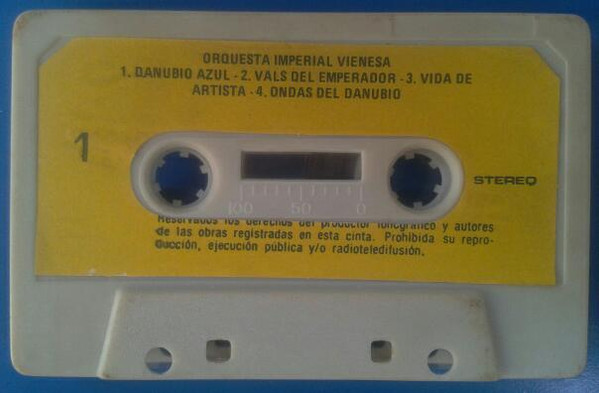 ORQUESTA IMPERIAL VIENESA
1. DANUBIO AZUL - 2. VALS DEL EMPERADOR - 3. VIDA DE
ARTISTA - 4. ONDAS DEL DANUBIO
1
STEREO
100 50 0
Reservados los derechos del productor fonográfico y autores
de las obras registradas en esta cinta. Prohibida su repro-
ducción, ejecución pública y/o radioteledifusión,